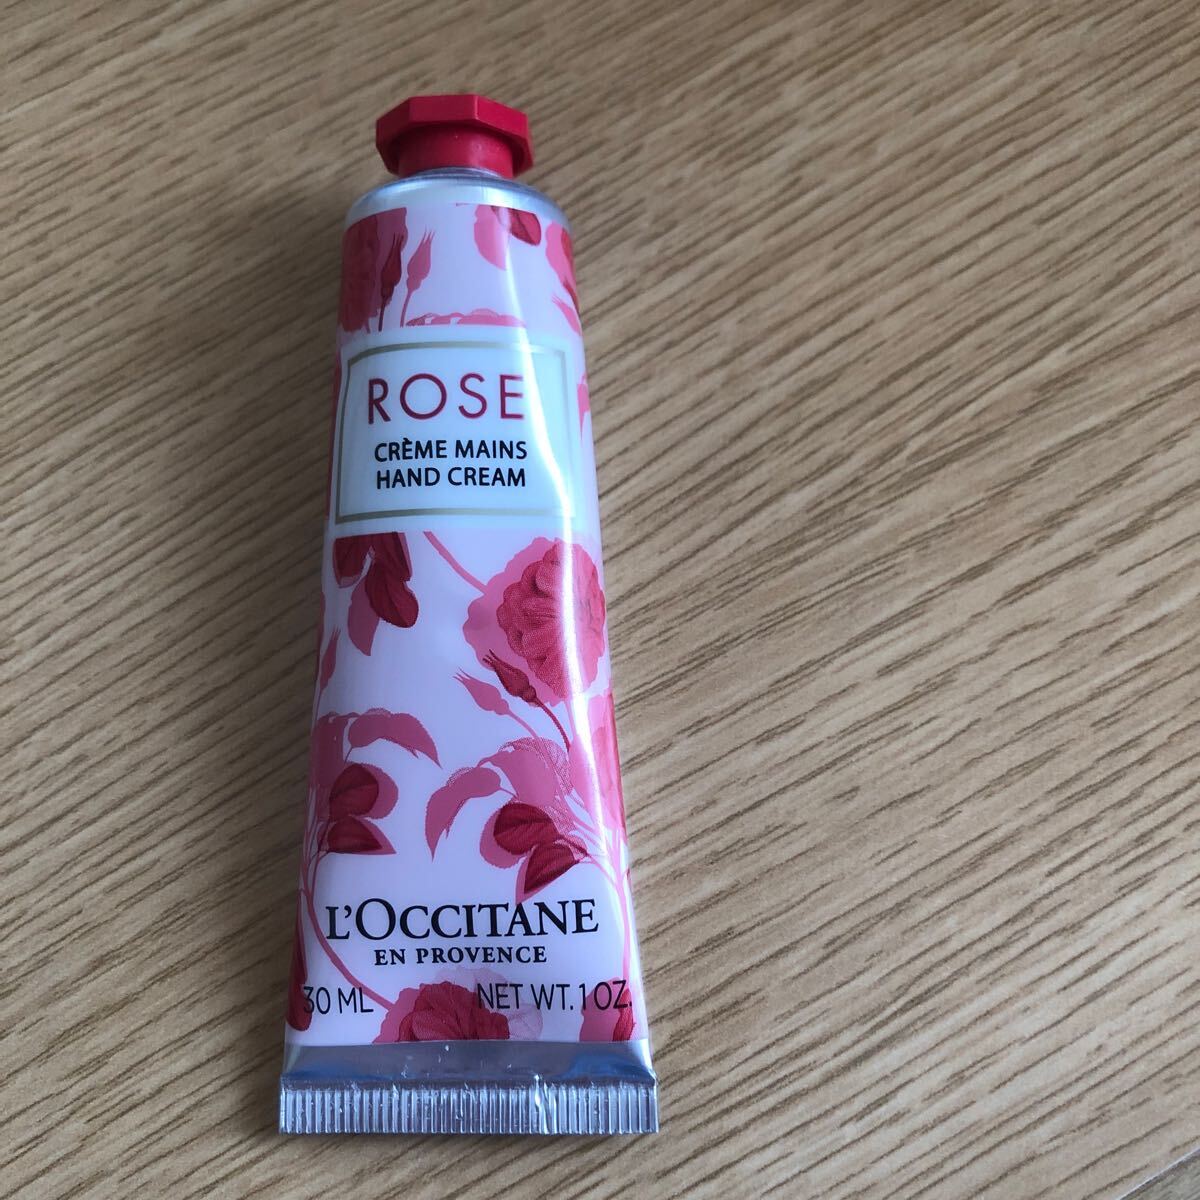 ROSE
CRÈME MAINS
HAND CREAM
L'OCCITANE
EN PROVENCE
30 ML NET WT. 1 OZ.